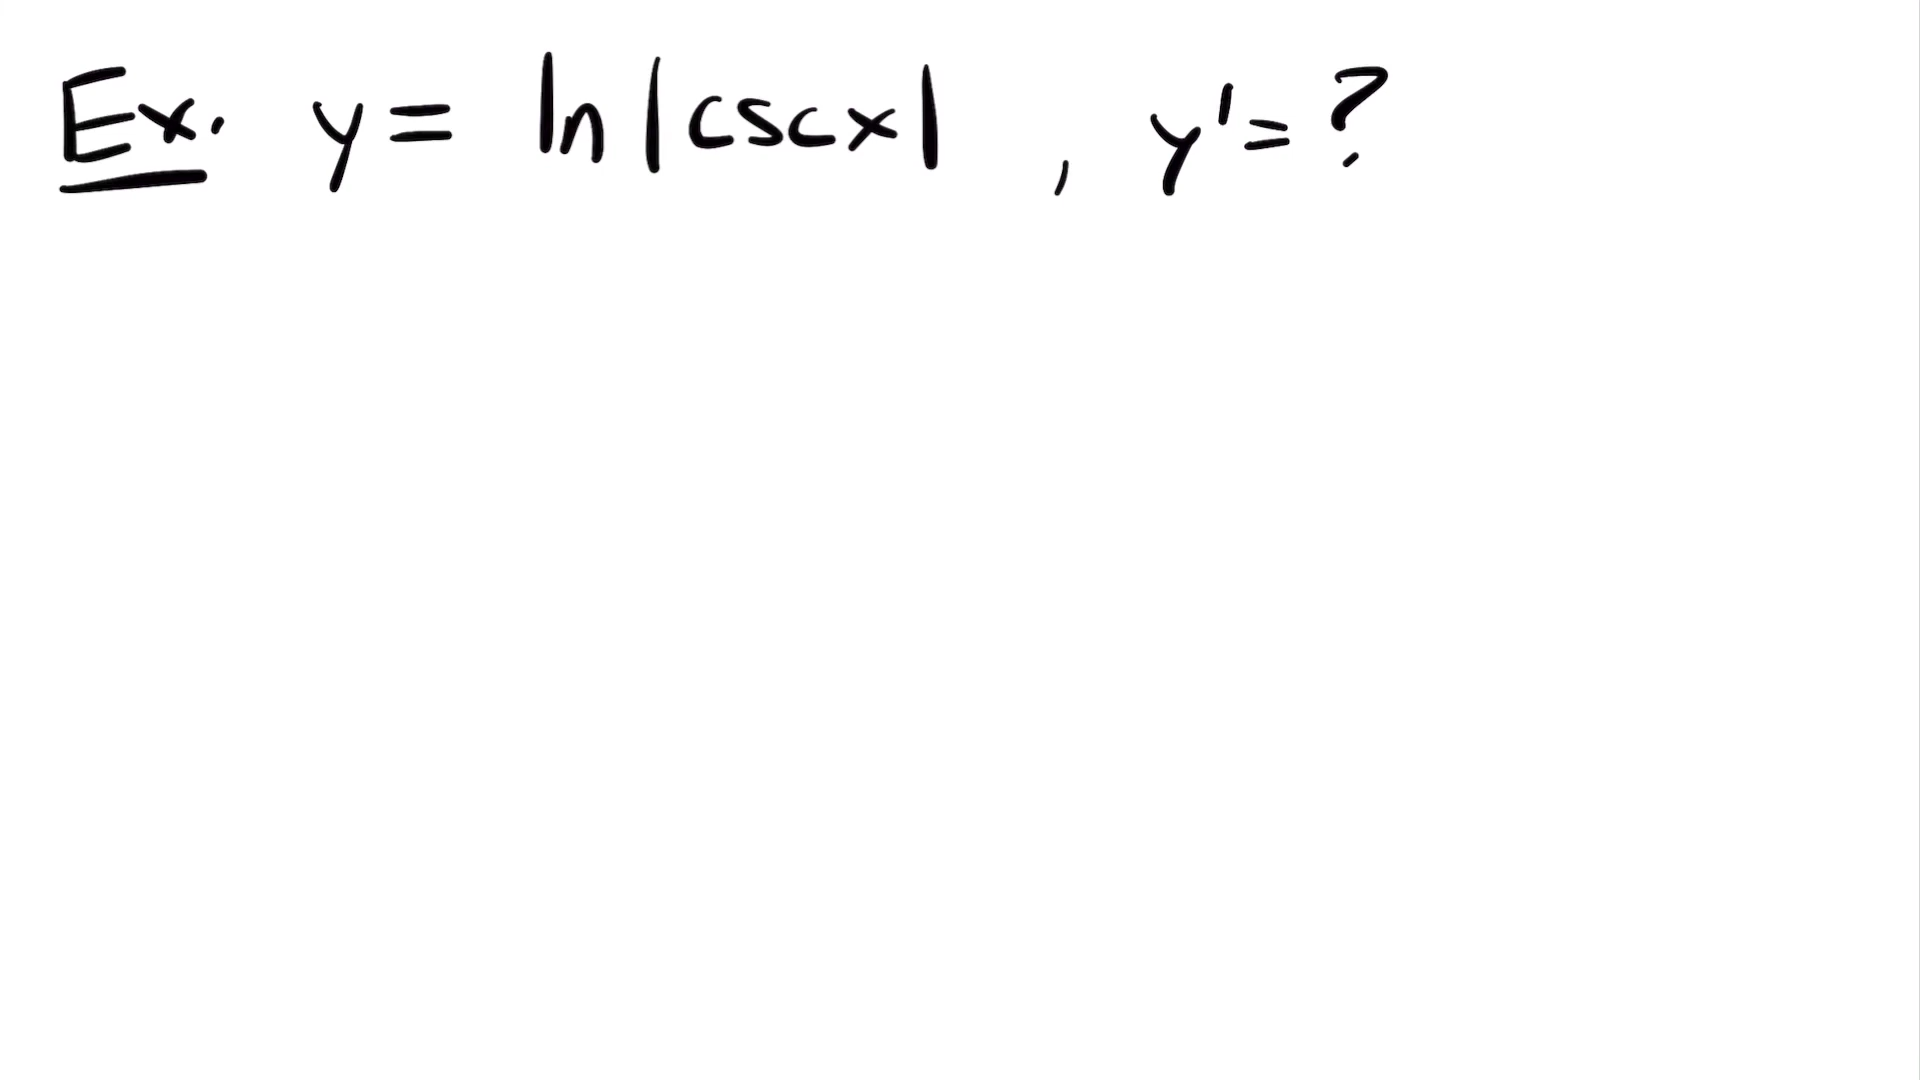 Ex. y = ln|cscx| , y' = ?